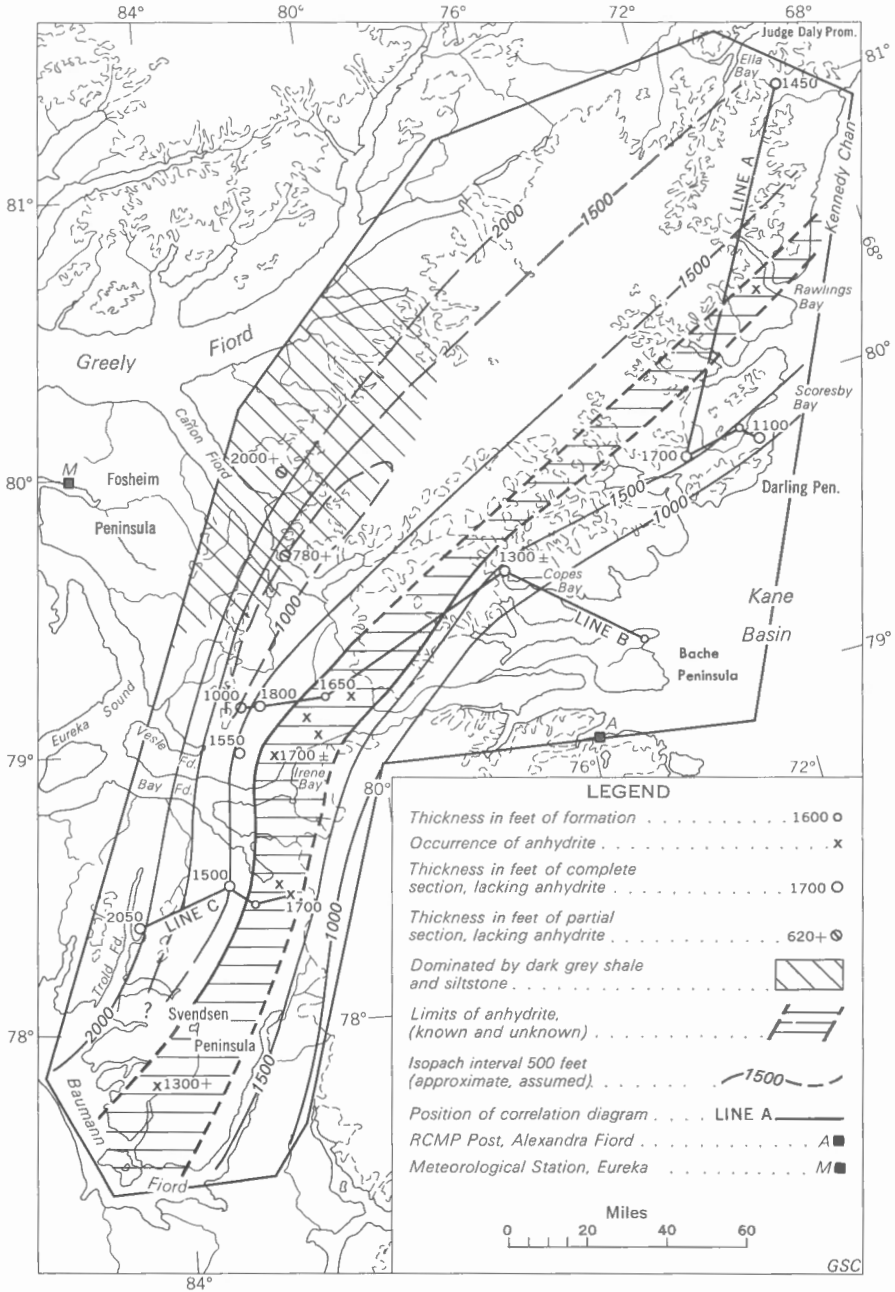 84°
80°
76°
72°
68°
Judge Daly Prom.
81°
Ella
Bay
1450
LINE A
Kennedy Chan
81°
2000
1500
1500
68°
Rawlings
Bay
80°
Greely
Fiord
Scoresby
Bay
Cañon Fiord
2000+
1100
1700
M
80°
Fosheim
Peninsula
1500
1000
Darling Pen.
780+
1300±
Copes
Bay
1000
Kane
Basin
LINE B
79°
Bache
Peninsula
1650
1000
1800
Eureka Sound
Vesle
Fd.
1550
A
79°
1700±
Irene
Bay
Bay
Fd.
80°
76°
72°
1500
1700
2050
LINE C
Trold Fd.
1000
?
Svendsen
Peninsula
78°
78°
2000
1500
1300+
Baumann
Fiord
84°
LEGEND
Thickness in feet of formation 1600
Occurrence of anhydrite x
Thickness in feet of complete
section, lacking anhydrite 1700
Thickness in feet of partial
section, lacking anhydrite 620+
Dominated by dark grey shale
and siltstone
Limits of anhydrite,
(known and unknown)
Isopach interval 500 feet
(approximate, assumed) 1500
Position of correlation diagram LINE A
RCMP Post, Alexandra Fiord A
Meteorological Station, Eureka M
Miles
0 20 40 60
GSC